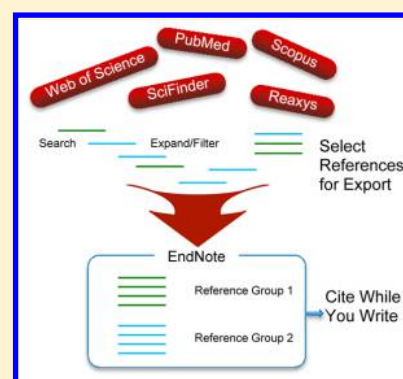 PubMed
Scopus
Web of Science
SciFinder
Reaxys
Search
Expand/Filter
Select
References
for Export
EndNote
Reference Group 1
Reference Group 2
Cite While
You Write